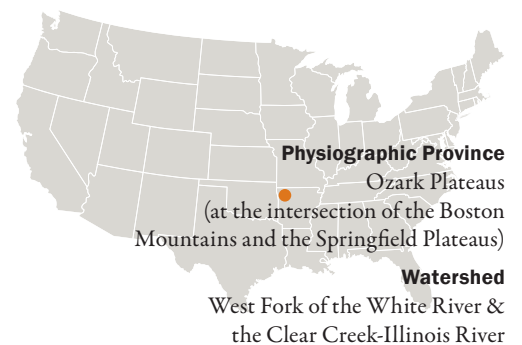 Physiographic Province
Ozark Plateaus
(at the intersection of the Boston
Mountains and the Springfield Plateaus)
Watershed
West Fork of the White River &
the Clear Creek-Illinois River